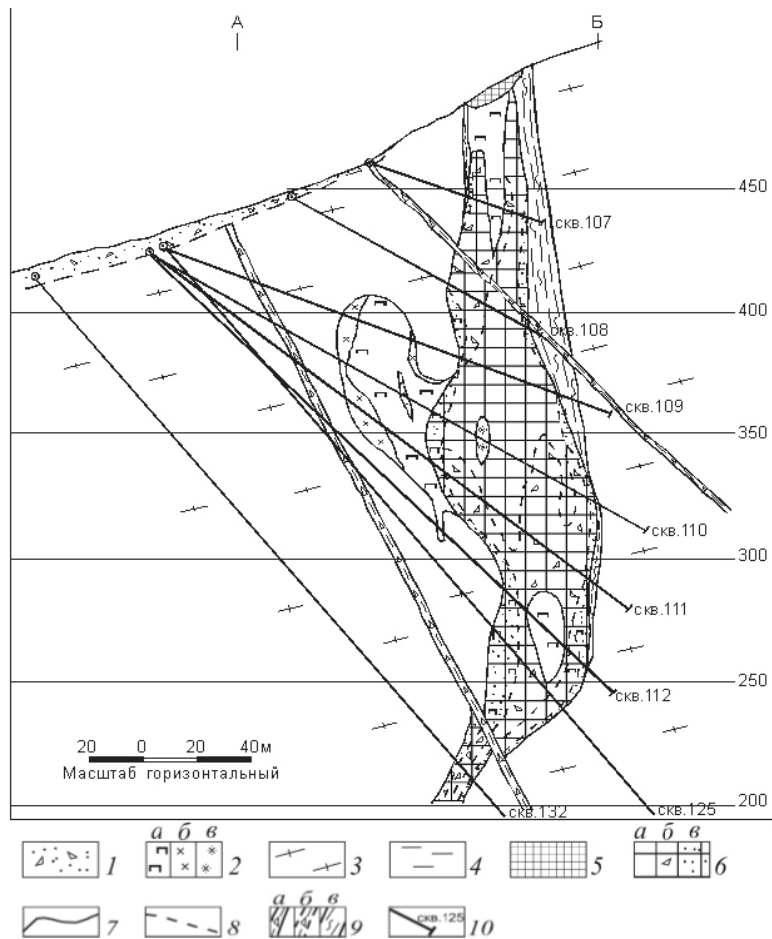 А Б
450
скв.107
400
скв.108
скв.109
350
скв.110
300
скв.111
250
скв.112
20 0 20 40м
Масштаб горизонтальный
200
скв.132 скв.125
а б в а б в
1 2 3 4 5 6
а б в
скв.125
7 8 9 10